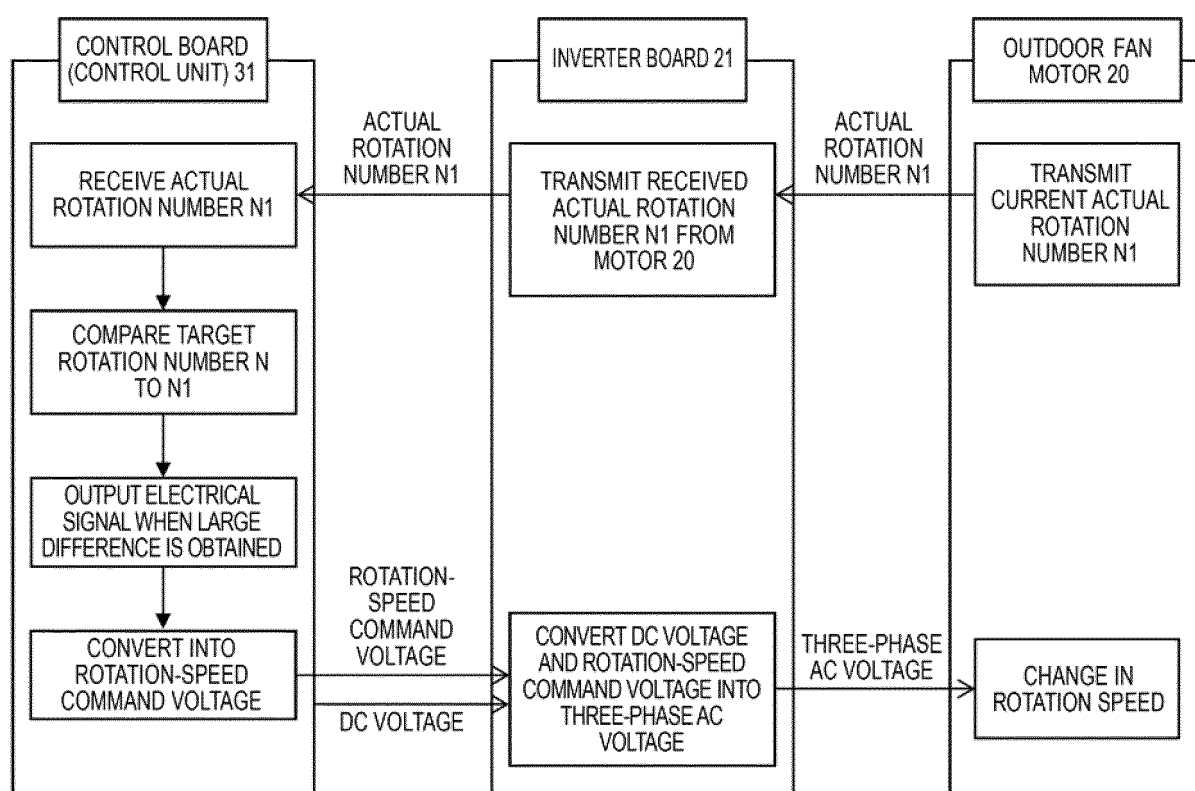 CONTROL BOARD
(CONTROL UNIT) 31
INVERTER BOARD 21
OUTDOOR FAN
MOTOR 20
ACTUAL
ROTATION
NUMBER N1
ACTUAL
ROTATION
NUMBER N1
RECEIVE ACTUAL
ROTATION NUMBER N1
TRANSMIT RECEIVED
ACTUAL ROTATION
NUMBER N1 FROM
MOTOR 20
TRANSMIT
CURRENT ACTUAL
ROTATION
NUMBER N1
COMPARE TARGET
ROTATION NUMBER N
TO N1
OUTPUT ELECTRICAL
SIGNAL WHEN LARGE
DIFFERENCE IS OBTAINED
ROTATION-
SPEED
COMMAND
VOLTAGE
CONVERT INTO
ROTATION-SPEED
COMMAND VOLTAGE
DC VOLTAGE
CONVERT DC VOLTAGE
AND ROTATION-SPEED
COMMAND VOLTAGE INTO
THREE-PHASE AC
VOLTAGE
THREE-PHASE
AC VOLTAGE
CHANGE IN
ROTATION SPEED